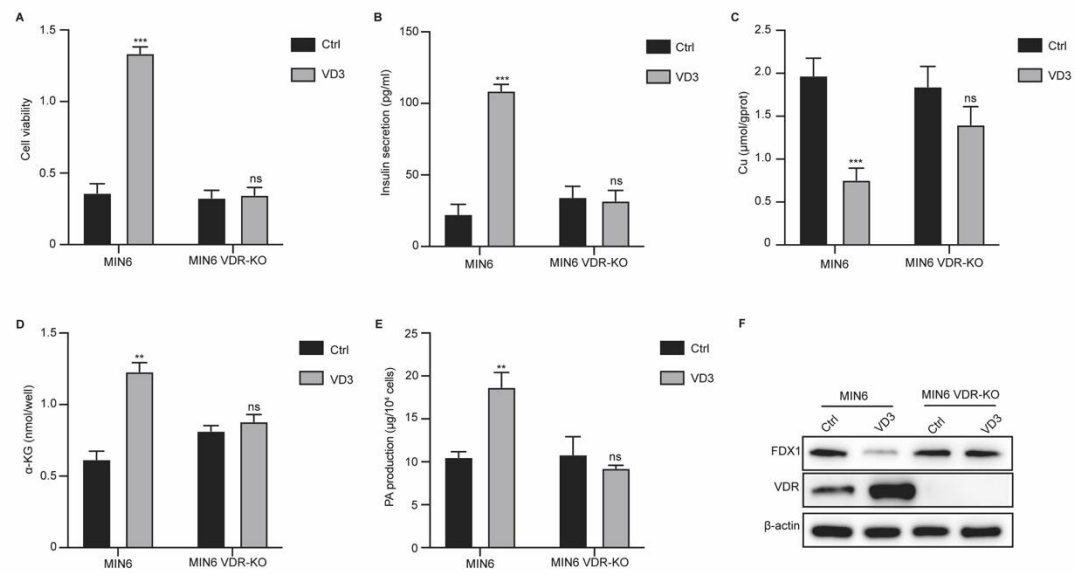 A
Cell viability
1.5
1.0
0.5
0
***
ns
MIN6
MIN6 VDR-KO
Ctrl
VD3
B
Insulin secretion (pg/ml)
150
100
50
0
***
ns
MIN6
MIN6 VDR-KO
Ctrl
VD3
C
Cu (μmol/gprot)
2.5
2.0
1.5
1.0
0.5
0
***
ns
MIN6
MIN6 VDR-KO
Ctrl
VD3
D
α-KG (nmol/well)
1.5
1.0
0.5
0
**
ns
MIN6
MIN6 VDR-KO
Ctrl
VD3
E
PA production (μg/10⁴ cells)
25
20
15
10
5
0
**
ns
MIN6
MIN6 VDR-KO
Ctrl
VD3
F
MIN6 MIN6 VDR-KO
Ctrl VD3 Ctrl VD3
FDX1
VDR
β-actin